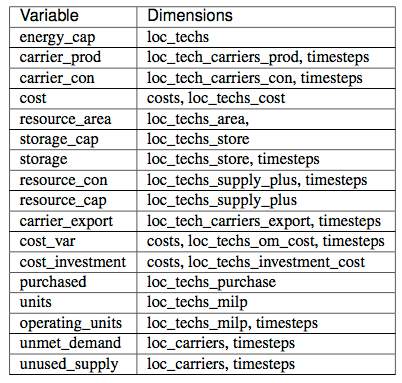 Variable Dimensions
energy_cap loc_techs
carrier_prod loc_tech_carriers_prod, timesteps
carrier_con loc_tech_carriers_con, timesteps
cost costs, loc_techs_cost
resource_area loc_techs_area,
storage_cap loc_techs_store
storage loc_techs_store, timesteps
resource_con loc_techs_supply_plus, timesteps
resource_cap loc_techs_supply_plus
carrier_export loc_tech_carriers_export, timesteps
cost_var costs, loc_techs_om_cost, timesteps
cost_investment costs, loc_techs_investment_cost
purchased loc_techs_purchase
units loc_techs_milp
operating_units loc_techs_milp, timesteps
unmet_demand loc_carriers, timesteps
unused_supply loc_carriers, timesteps